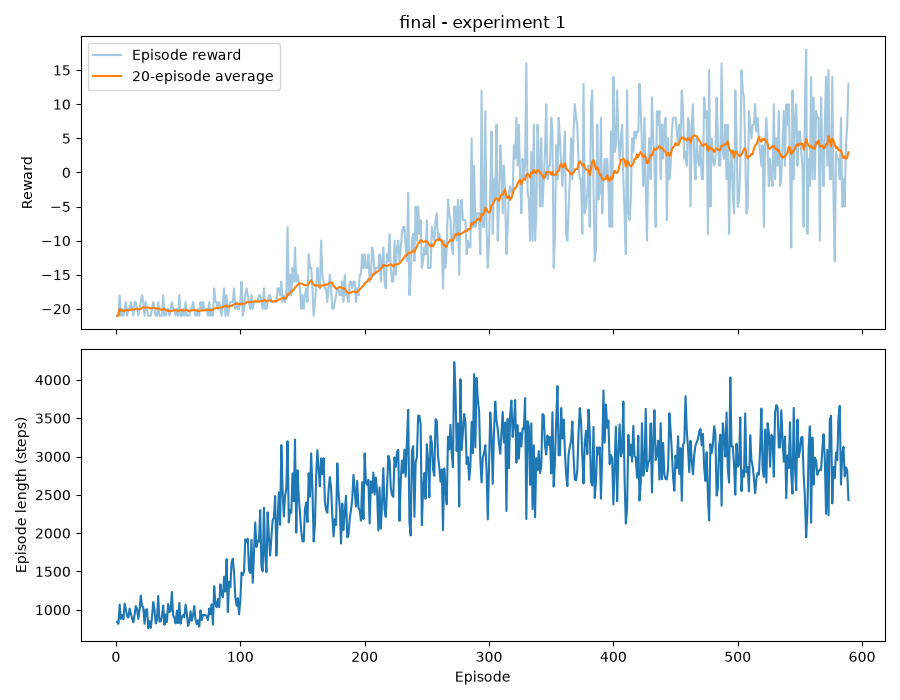 final - experiment 1
Episode reward
20-episode average
Reward
15
10
5
0
−5
−10
−15
−20
Episode length (steps)
4000
3500
3000
2500
2000
1500
1000
0 100 200 300 400 500 600
Episode